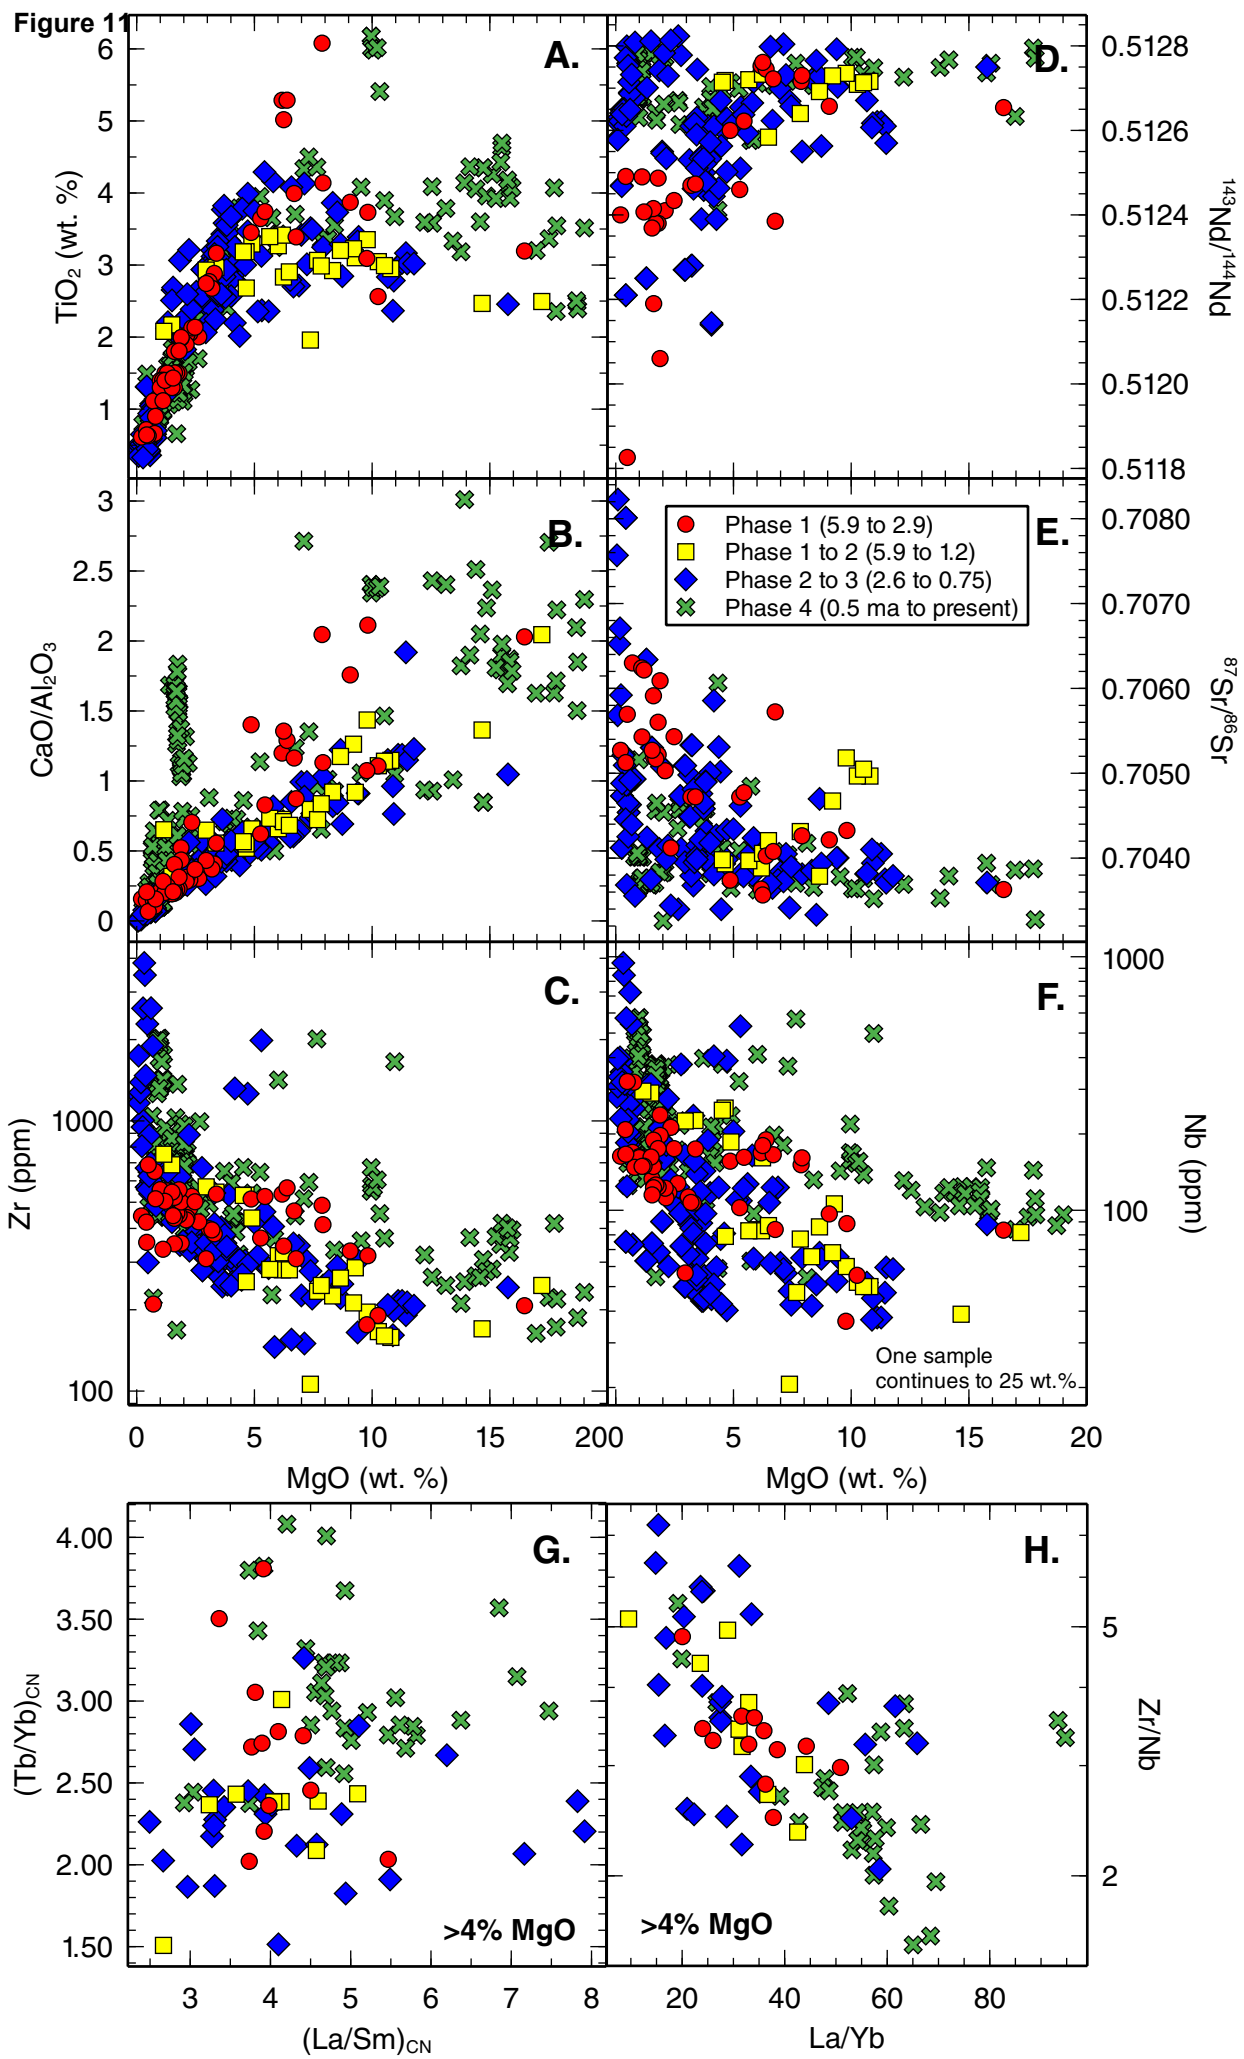 Figure 11
A.
6
5
4
3
2
1
TiO₂ (wt. %)
D.
0.5128
0.5126
0.5124
0.5122
0.5120
0.5118
¹⁴³Nd/¹⁴⁴Nd
B.
3
2.5
2
1.5
1
0.5
0
CaO/Al₂O₃
E.
Phase 1 (5.9 to 2.9)
Phase 1 to 2 (5.9 to 1.2)
Phase 2 to 3 (2.6 to 0.75)
Phase 4 (0.5 ma to present)
0.7080
0.7070
0.7060
0.7050
0.7040
⁸⁷Sr/⁸⁶Sr
C.
1000
100
Zr (ppm)
0 5 10 15 20
MgO (wt. %)
F.
1000
100
Nb (ppm)
One sample
continues to 25 wt.%
0 5 10 15 20
MgO (wt. %)
G.
4.00
3.50
3.00
2.50
2.00
1.50
(Tb/Yb)CN
>4% MgO
3 4 5 6 7 8
(La/Sm)CN
H.
5
2
Zr/Nb
>4% MgO
20 40 60 80
La/Yb